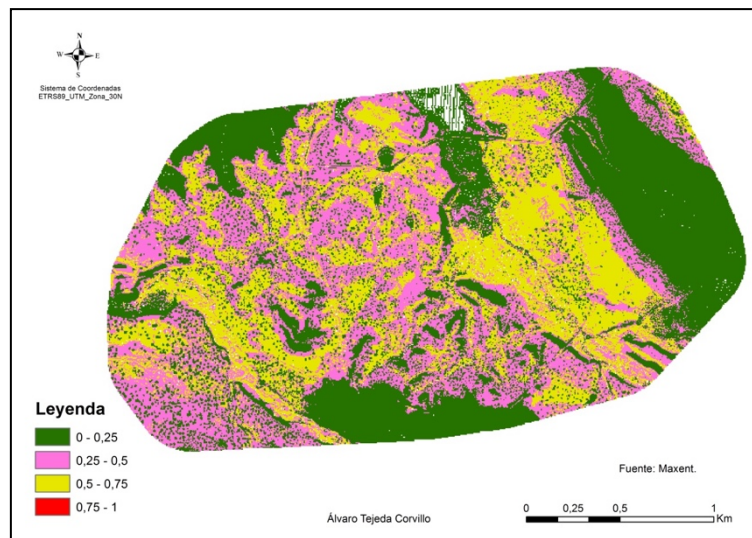 N
W E
S
Sistema de Coordenadas
ETRS89_UTM_Zona_30N
Leyenda
0 - 0,25
0,25 - 0,5
0,5 - 0,75
0,75 - 1
Fuente: Maxent.
Álvaro Tejeda Corvillo
0 0,25 0,5 1
Km